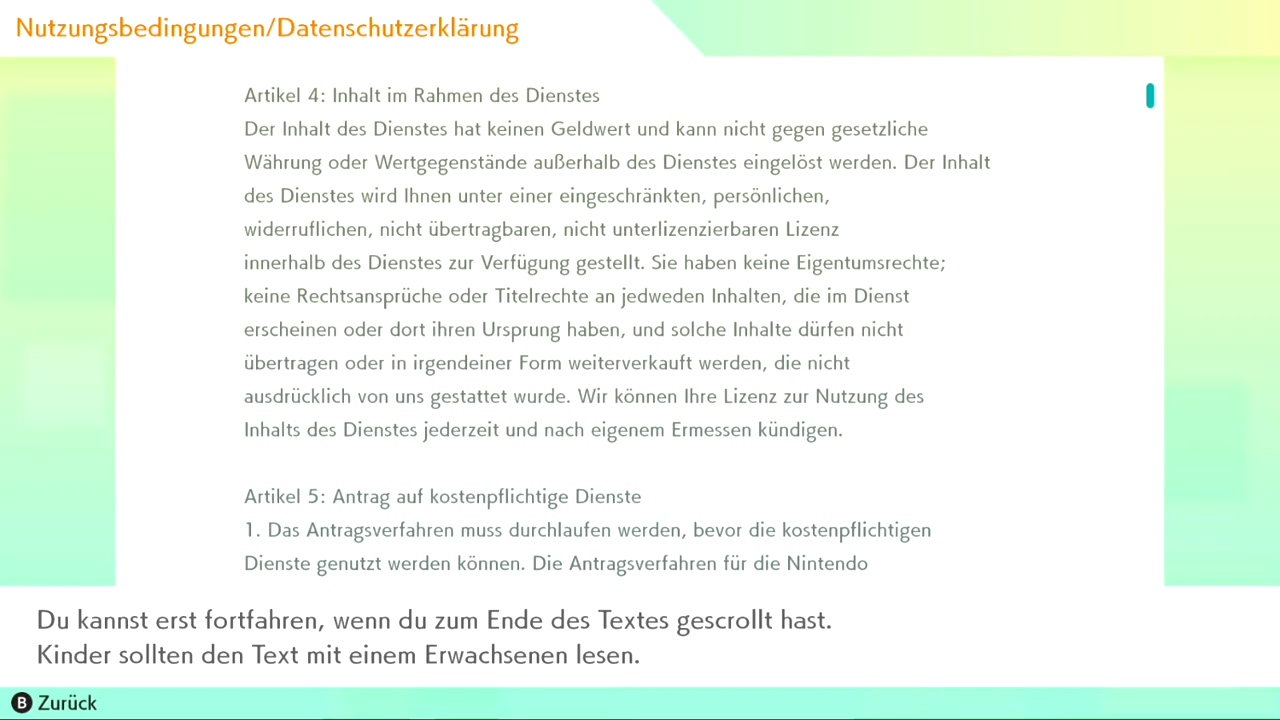 Nutzungsbedingungen/Datenschutzerklärung
Artikel 4: Inhalt im Rahmen des Dienstes
Der Inhalt des Dienstes hat keinen Geldwert und kann nicht gegen gesetzliche
Währung oder Wertgegenstände außerhalb des Dienstes eingelöst werden. Der Inhalt
des Dienstes wird Ihnen unter einer eingeschränkten, persönlichen,
widerruflichen, nicht übertragbaren, nicht unterlizenzierbaren Lizenz
innerhalb des Dienstes zur Verfügung gestellt. Sie haben keine Eigentumsrechte;
keine Rechtsansprüche oder Titelrechte an jedweden Inhalten, die im Dienst
erscheinen oder dort ihren Ursprung haben, und solche Inhalte dürfen nicht
übertragen oder in irgendeiner Form weiterverkauft werden, die nicht
ausdrücklich von uns gestattet wurde. Wir können Ihre Lizenz zur Nutzung des
Inhalts des Dienstes jederzeit und nach eigenem Ermessen kündigen.
Artikel 5: Antrag auf kostenpflichtige Dienste
1. Das Antragsverfahren muss durchlaufen werden, bevor die kostenpflichtigen
Dienste genutzt werden können. Die Antragsverfahren für die Nintendo
Du kannst erst fortfahren, wenn du zum Ende des Textes gescrollt hast.
Kinder sollten den Text mit einem Erwachsenen lesen.
B Zurück